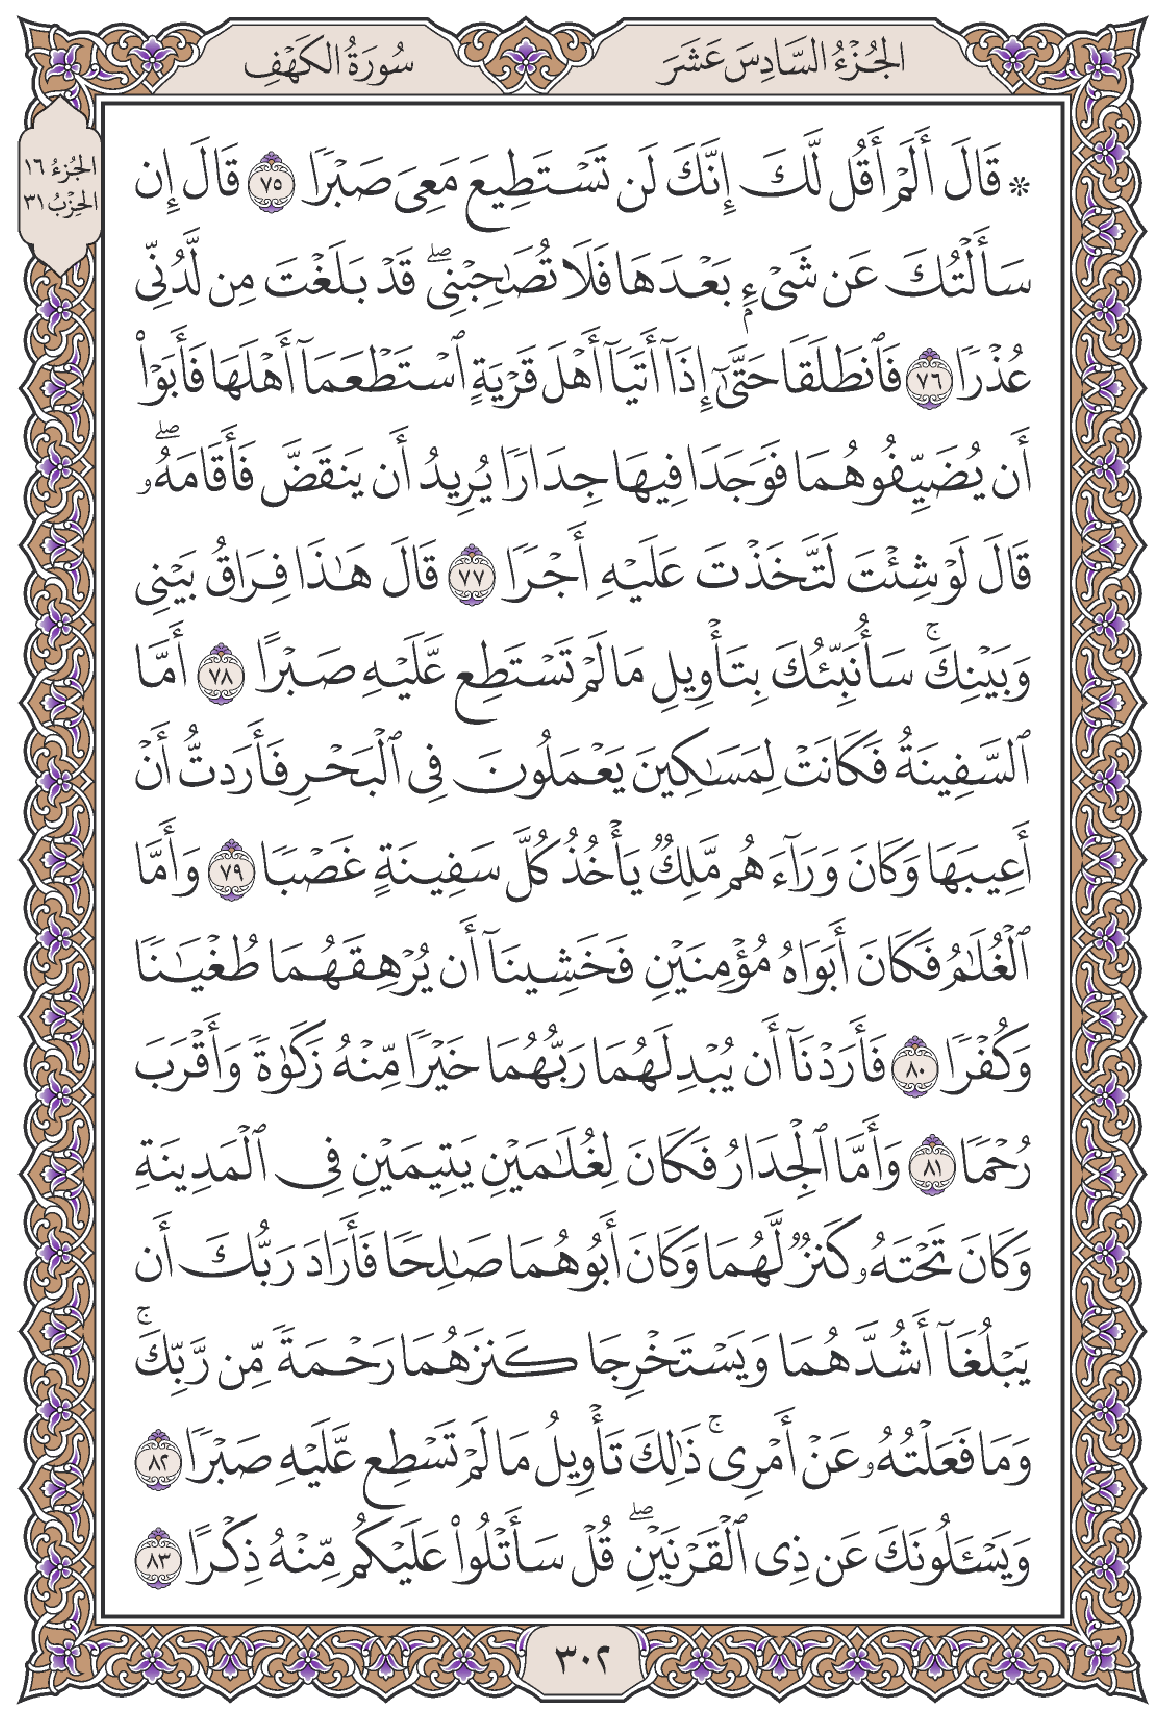 الجُزْءُ السَّادِسَ عَشَرَ
سُورَةُ الكَهْفِ
الجُزءُ ١٦
الحِزْبُ ٣١
۞ قَالَ أَلَمْ أَقُل لَّكَ إِنَّكَ لَن تَسْتَطِيعَ مَعِيَ صَبْرًا ٧٥ قَالَ إِن
سَأَلْتُكَ عَن شَيْءٍۭ بَعْدَهَا فَلَا تُصَٰحِبْنِيۖ قَدْ بَلَغْتَ مِن لَّدُنِّي
عُذْرًا ٧٦ فَٱنطَلَقَا حَتَّىٰٓ إِذَآ أَتَيَآ أَهْلَ قَرْيَةٍ ٱسْتَطْعَمَآ أَهْلَهَا فَأَبَوْا۟
أَن يُضَيِّفُوهُمَا فَوَجَدَا فِيهَا جِدَارًا يُرِيدُ أَن يَنقَضَّ فَأَقَامَهُۥۖ
قَالَ لَوْ شِئْتَ لَتَّخَذْتَ عَلَيْهِ أَجْرًا ٧٧ قَالَ هَٰذَا فِرَاقُ بَيْنِي
وَبَيْنِكَۚ سَأُنَبِّئُكَ بِتَأْوِيلِ مَا لَمْ تَسْتَطِع عَّلَيْهِ صَبْرًا ٧٨ أَمَّا
ٱلسَّفِينَةُ فَكَانَتْ لِمَسَٰكِينَ يَعْمَلُونَ فِي ٱلْبَحْرِ فَأَرَدتُّ أَنْ
أَعِيبَهَا وَكَانَ وَرَآءَهُم مَّلِكٌ يَأْخُذُ كُلَّ سَفِينَةٍ غَصْبًا ٧٩ وَأَمَّا
ٱلْغُلَٰمُ فَكَانَ أَبَوَاهُ مُؤْمِنَيْنِ فَخَشِينَآ أَن يُرْهِقَهُمَا طُغْيَٰنًا
وَكُفْرًا ٨٠ فَأَرَدْنَآ أَن يُبْدِلَهُمَا رَبُّهُمَا خَيْرًا مِّنْهُ زَكَوٰةً وَأَقْرَبَ
رُحْمًا ٨١ وَأَمَّا ٱلْجِدَارُ فَكَانَ لِغُلَٰمَيْنِ يَتِيمَيْنِ فِي ٱلْمَدِينَةِ
وَكَانَ تَحْتَهُۥ كَنزٌ لَّهُمَا وَكَانَ أَبُوهُمَا صَٰلِحًا فَأَرَادَ رَبُّكَ أَن
يَبْلُغَآ أَشُدَّهُمَا وَيَسْتَخْرِجَا كَنزَهُمَا رَحْمَةً مِّن رَّبِّكَۚ
وَمَا فَعَلْتُهُۥ عَنْ أَمْرِيۚ ذَٰلِكَ تَأْوِيلُ مَا لَمْ تَسْطِع عَّلَيْهِ صَبْرًا ٨٢
وَيَسْـَٔلُونَكَ عَن ذِي ٱلْقَرْنَيْنِۖ قُلْ سَأَتْلُوا۟ عَلَيْكُم مِّنْهُ ذِكْرًا ٨٣
٣٠٢